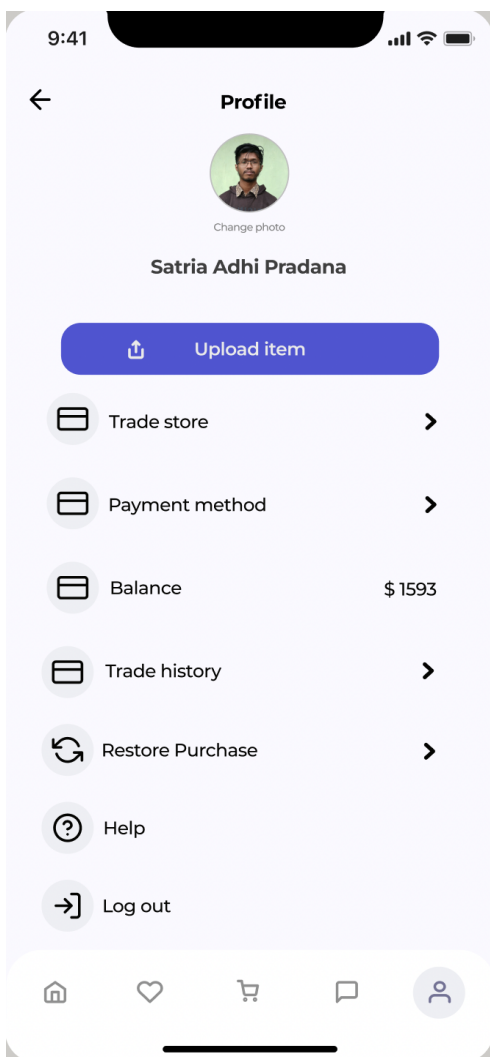 9:41
Profile
Change photo
Satria Adhi Pradana
Upload item
Trade store
Payment method
Balance $ 1593
Trade history
Restore Purchase
Help
Log out